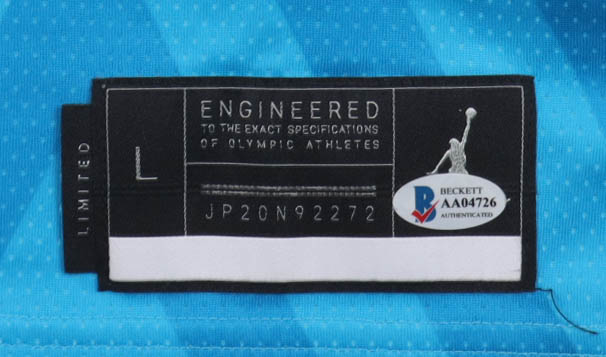 LIMITED
L
ENGINEERED
TO THE EXACT SPECIFICATIONS
OF OLYMPIC ATHLETES
JP20N92272
B
BECKETT
AA04726
AUTHENTICATED